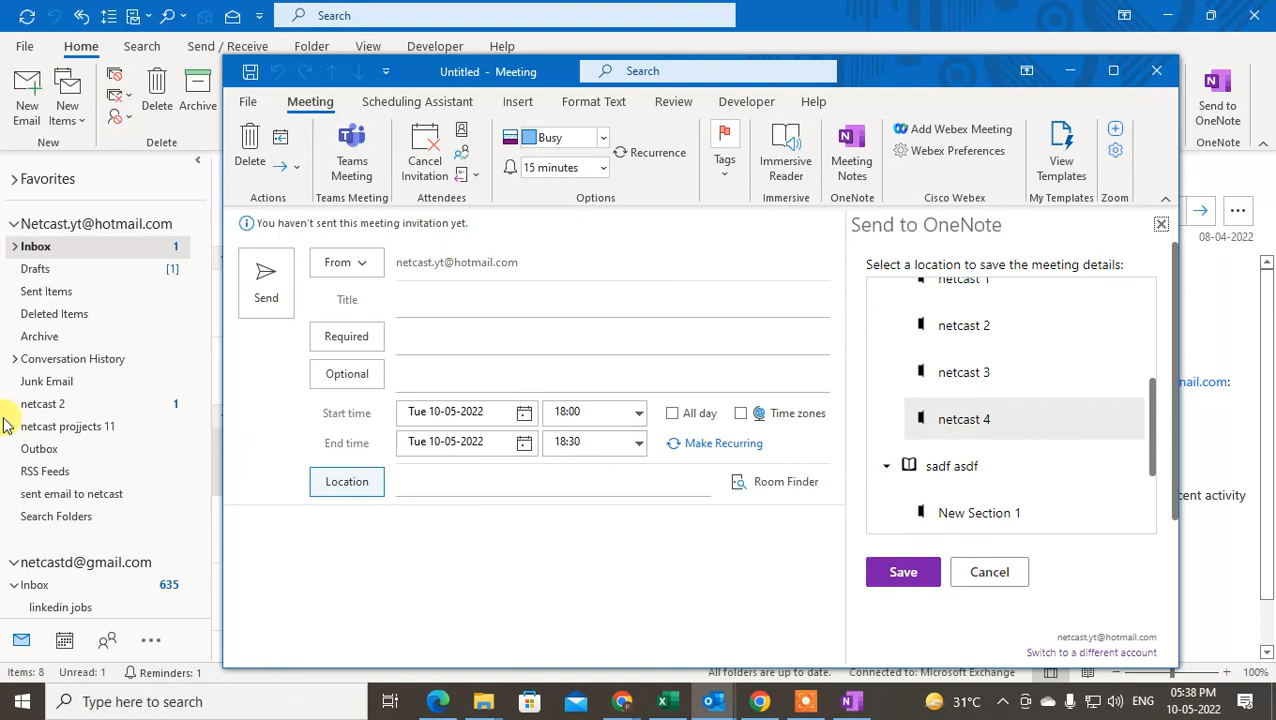 Search
File Home Search Send / Receive Folder View Developer Help
New Email
New Items
Delete
Archive
New
Delete
Send to OneNote
OneNote
Untitled - Meeting
Search
File Meeting Scheduling Assistant Insert Format Text Review Developer Help
Delete
Actions
Teams Meeting
Teams Meeting
Cancel Invitation
Attendees
Busy
15 minutes
Recurrence
Options
Tags
Immersive Reader
Immersive
Meeting Notes
OneNote
Add Webex Meeting
Webex Preferences
Cisco Webex
View Templates
My Templates
Zoom
Favorites
Netcast.yt@hotmail.com
Inbox 1
Drafts [1]
Sent Items
Deleted Items
Archive
Conversation History
Junk Email
netcast 2 1
netcast projjects 11
Outbox
RSS Feeds
sent email to netcast
Search Folders
netcastd@gmail.com
Inbox 635
linkedin jobs
You haven't sent this meeting invitation yet.
Send
From netcast.yt@hotmail.com
Title
Required
Optional
Start time Tue 10-05-2022 18:00 All day Time zones
End time Tue 10-05-2022 18:30 Make Recurring
Location Room Finder
Send to OneNote
Select a location to save the meeting details:
netcast 1
netcast 2
netcast 3
netcast 4
sadf asdf
New Section 1
Save Cancel
netcast.yt@hotmail.com
Switch to a different account
08-04-2022
mail.com:
cent activity
Items: 8 Unread: 1 Reminders: 1 All folders are up to date. Connected to: Microsoft Exchange 100%
Type here to search
31°C
ENG
05:38 PM
10-05-2022